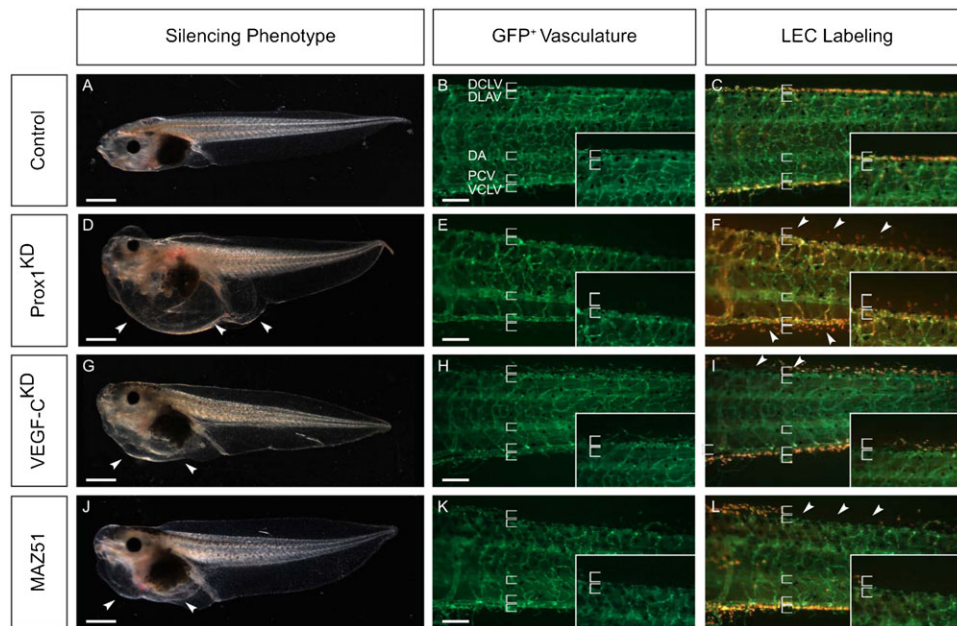 Silencing Phenotype
GFP⁺ Vasculature
LEC Labeling
Control
A
B
DCLV
DLAV
DA
PCV
VCLV
C
Prox1ᴷᴰ
D
E
F
VEGF-Cᴷᴰ
G
H
I
MAZ51
J
K
L